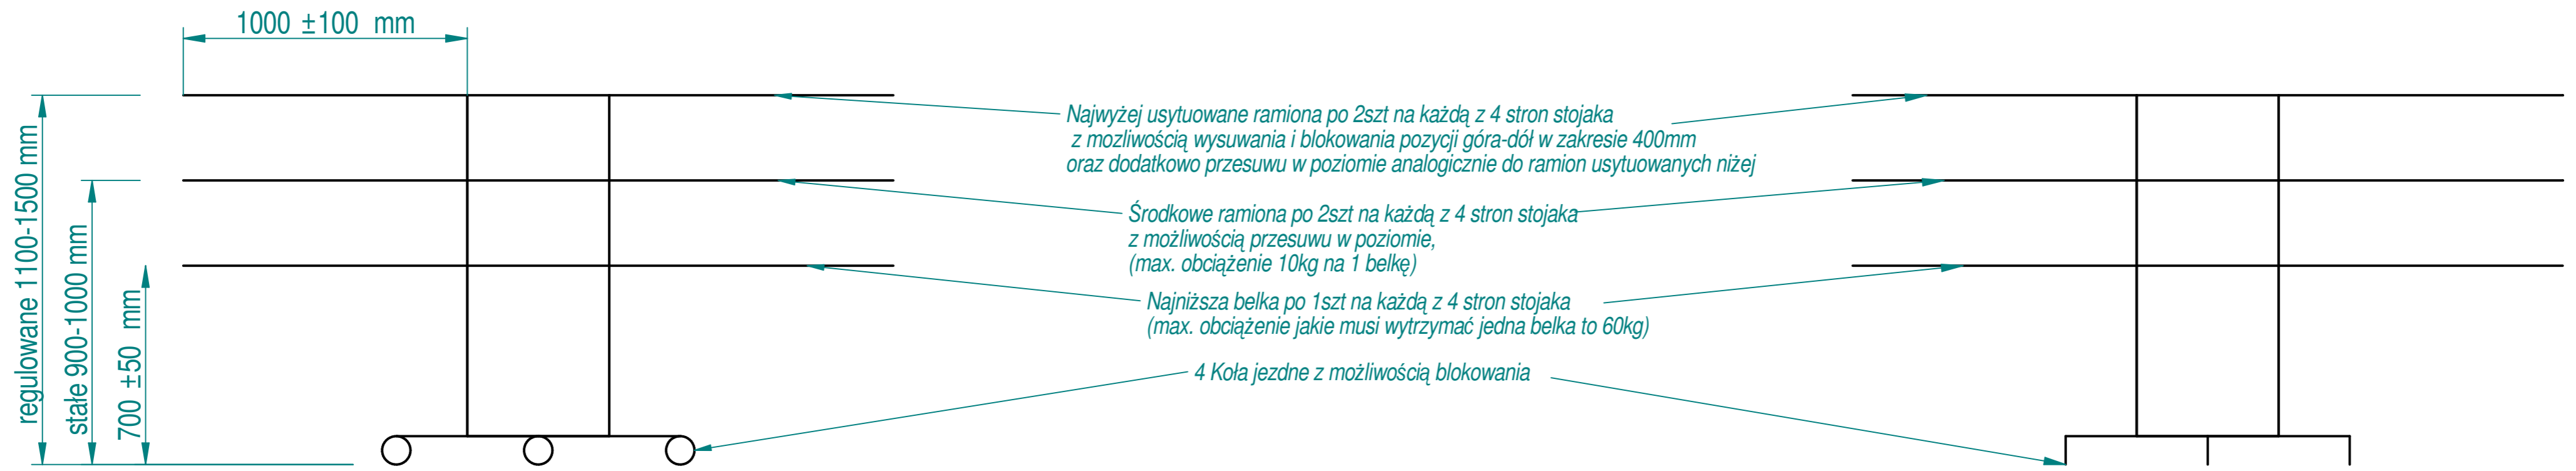 1000 ±100 mm
regulowane 1100-1500 mm
stałe 900-1000 mm
700 ±50 mm
Najwyżej usytuowane ramiona po 2szt na każdą z 4 stron stojaka
z mozliwością wysuwania i blokowania pozycji góra-dół w zakresie 400mm
oraz dodatkowo przesuwu w poziomie analogicznie do ramion usytuowanych niżej
Środkowe ramiona po 2szt na każdą z 4 stron stojaka
z możliwością przesuwu w poziomie,
(max. obciążenie 10kg na 1 belkę)
Najniższa belka po 1szt na każdą z 4 stron stojaka
(max. obciążenie jakie musi wytrzymać jedna belka to 60kg)
4 Koła jezdne z możliwością blokowania